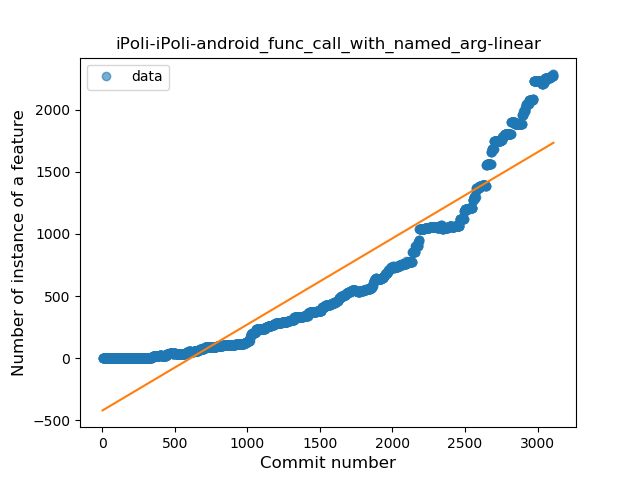 iPoli-iPoli-android_func_call_with_named_arg-linear
data
Number of instance of a feature
2000
1500
1000
500
0
−500
0 500 1000 1500 2000 2500 3000
Commit number